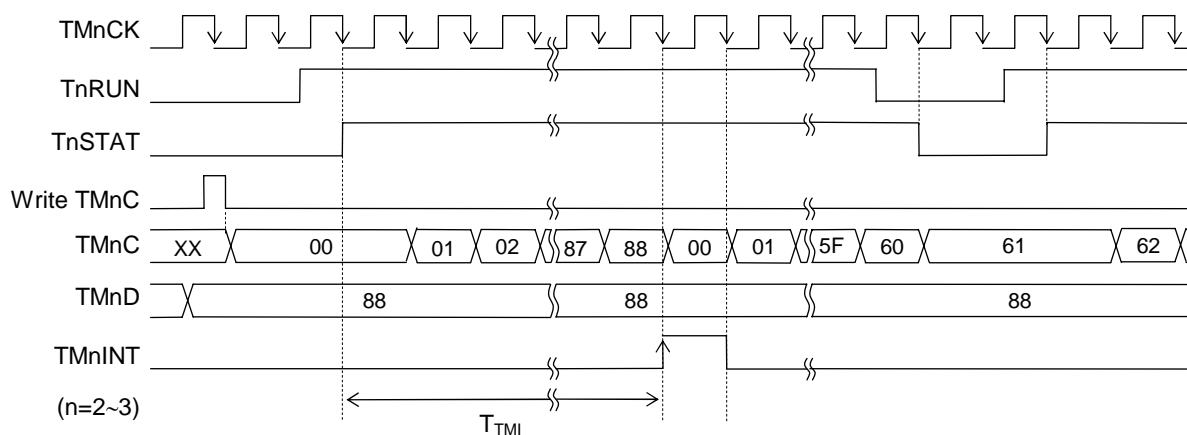 TMnCK
TnRUN
TnSTAT
Write TMnC
TMnC XX 00 01 02 87 88 00 01 5F 60 61 62
TMnD 88 88 88
TMnINT
(n=2~3)
TTMI